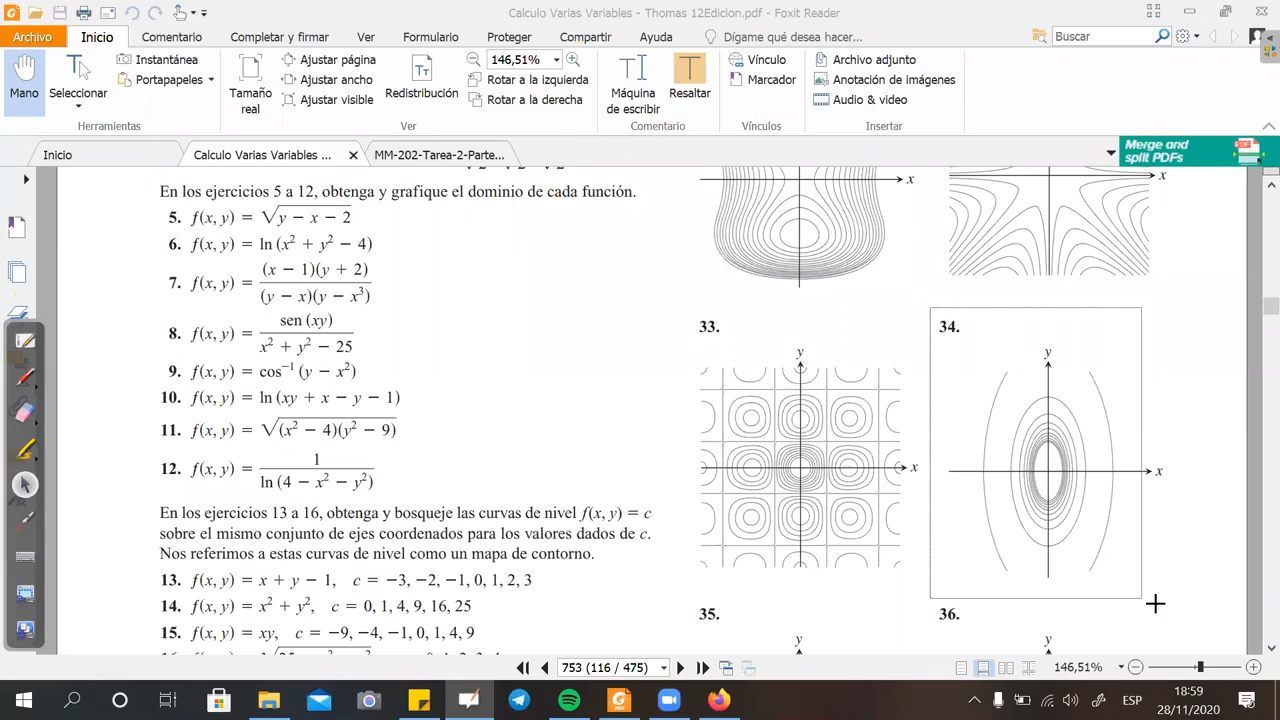 Calculo Varias Variables - Thomas 12Edicion.pdf - Foxit Reader
Archivo
Inicio
Comentario
Completar y firmar
Ver
Formulario
Proteger
Compartir
Ayuda
Dígame qué desea hacer...
Buscar
Mano
Seleccionar
Instantánea
Portapapeles
Herramientas
Tamaño real
Ajustar página
Ajustar ancho
Ajustar visible
Redistribución
146,51%
Rotar a la izquierda
Rotar a la derecha
Ver
Máquina de escribir
Resaltar
Comentario
Vínculo
Marcador
Vínculos
Archivo adjunto
Anotación de imágenes
Audio & video
Insertar
Inicio
Calculo Varias Variables ...
MM-202-Tarea-2-Parte...
Merge and
split PDFs
En los ejercicios 5 a 12, obtenga y grafique el dominio de cada función.
5. f(x, y) = √(y − x − 2)
6. f(x, y) = ln (x² + y² − 4)
7. f(x, y) = (x − 1)(y + 2) / (y − x)(y − x³)
8. f(x, y) = sen (xy) / x² + y² − 25
9. f(x, y) = cos⁻¹ (y − x²)
10. f(x, y) = ln (xy + x − y − 1)
11. f(x, y) = √((x² − 4)(y² − 9))
12. f(x, y) = 1 / ln (4 − x² − y²)
En los ejercicios 13 a 16, obtenga y bosqueje las curvas de nivel f(x, y) = c
sobre el mismo conjunto de ejes coordenados para los valores dados de c.
Nos referimos a estas curvas de nivel como un mapa de contorno.
13. f(x, y) = x + y − 1, c = −3, −2, −1, 0, 1, 2, 3
14. f(x, y) = x² + y², c = 0, 1, 4, 9, 16, 25
15. f(x, y) = xy, c = −9, −4, −1, 0, 1, 4, 9
x
x
33.
y
x
34.
y
x
35.
y
36.
y
753 (116 / 475)
146,51%
ESP
18:59
28/11/2020